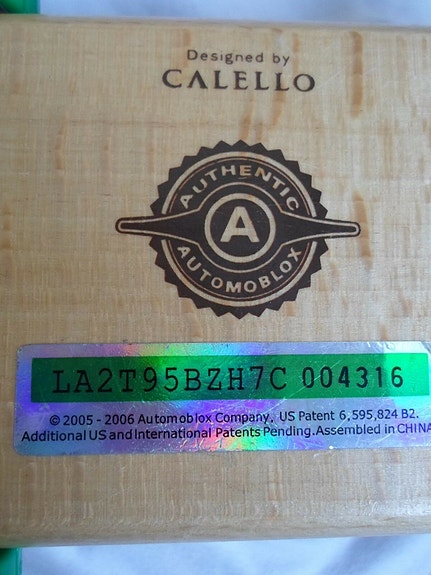 Designed by
CALELLO
AUTHENTIC
A
AUTOMOBLOX
LA2T95BZH7C 004316
© 2005 - 2006 Automoblox Company, US Patent 6,595,824 B2.
Additional US and International Patents Pending. Assembled in CHINA